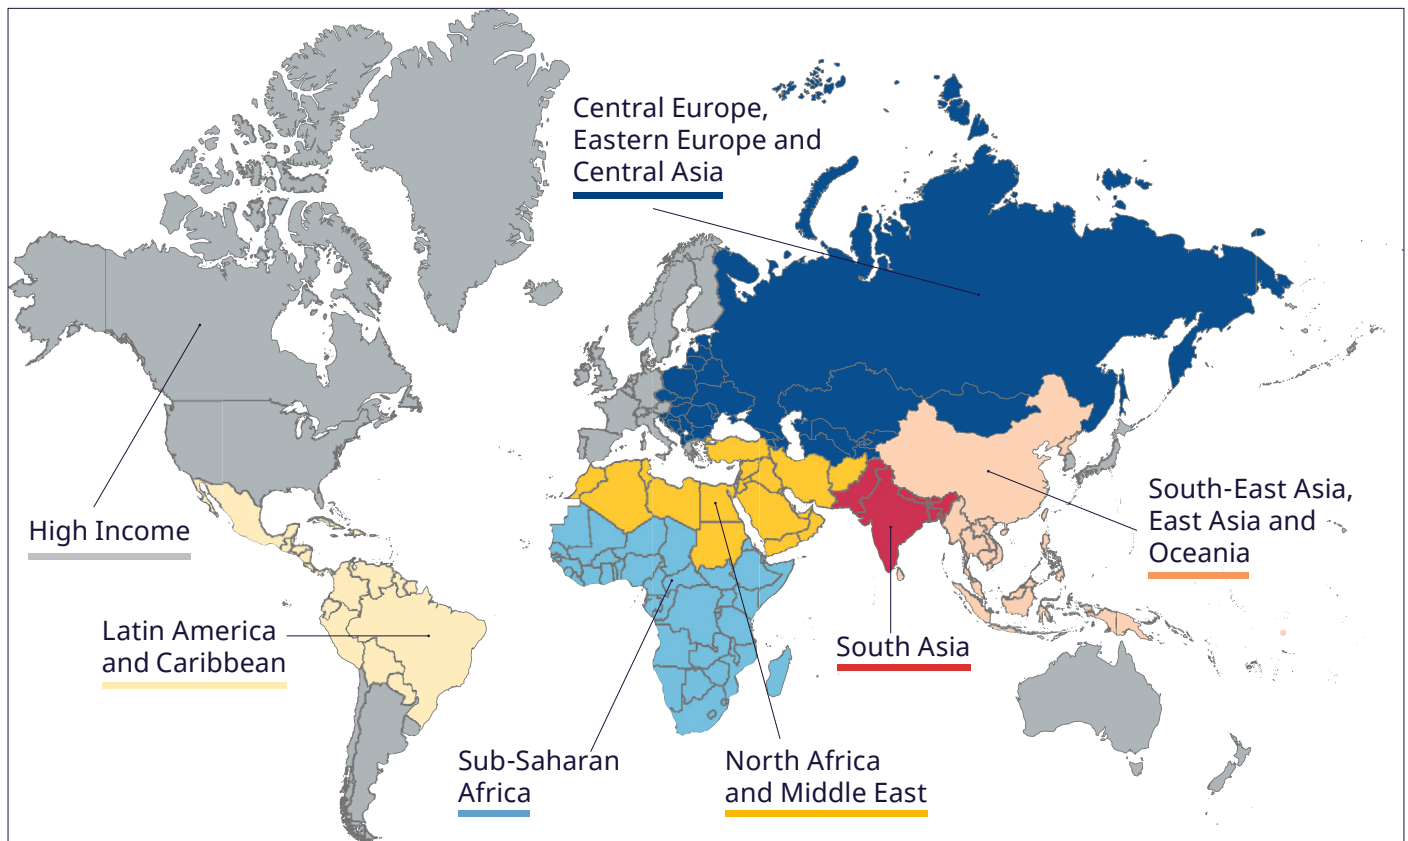 Central Europe,
Eastern Europe and
Central Asia
High Income
South-East Asia,
East Asia and
Oceania
Latin America
and Caribbean
South Asia
Sub-Saharan
Africa
North Africa
and Middle East